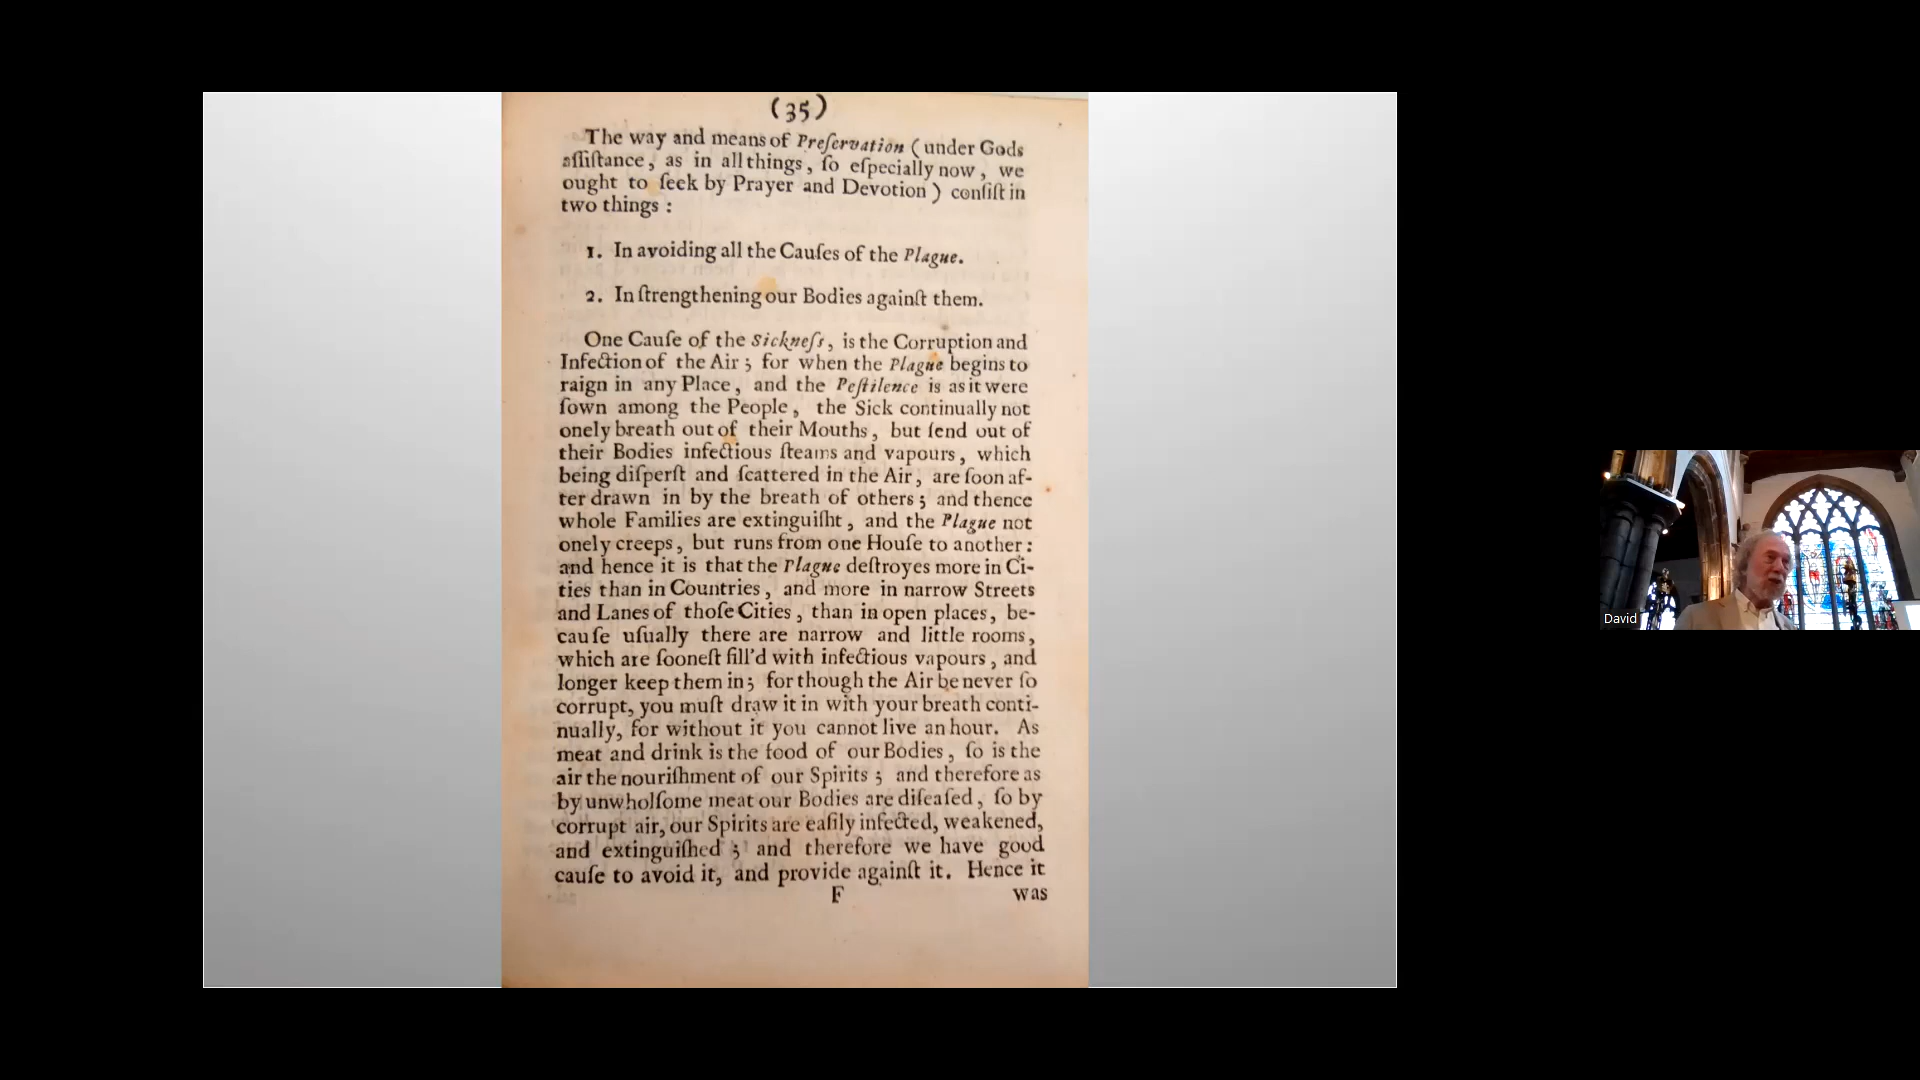 (35)
The way and means of Preſervation (under Gods
aſſiſtance, as in all things, ſo eſpecially now, we
ought to ſeek by Prayer and Devotion) conſiſt in
two things:
1. In avoiding all the Cauſes of the Plague.
2. In ſtrengthening our Bodies againſt them.
One Cauſe of the Sickneſs, is the Corruption and
Infection of the Air; for when the Plague begins to
raign in any Place, and the Peſtilence is as it were
ſown among the People, the Sick continually not
onely breath out of their Mouths, but ſend out of
their Bodies infectious ſteams and vapours, which
being diſperſt and ſcattered in the Air, are ſoon af-
ter drawn in by the breath of others; and thence
whole Families are extinguiſht, and the Plague not
onely creeps, but runs from one Houſe to another:
and hence it is that the Plague deſtroyes more in Ci-
ties than in Countries, and more in narrow Streets
and Lanes of thoſe Cities, than in open places, be-
cauſe uſually there are narrow and little rooms,
which are ſooneſt fill'd with infectious vapours, and
longer keep them in; for though the Air be never ſo
corrupt, you muſt draw it in with your breath conti-
nually, for without it you cannot live an hour. As
meat and drink is the food of our Bodies, ſo is the
air the nouriſhment of our Spirits; and therefore as
by unwholſome meat our Bodies are diſeaſed, ſo by
corrupt air, our Spirits are eaſily infected, weakened,
and extinguiſhed; and therefore we have good
cauſe to avoid it, and provide againſt it. Hence it
F was
David